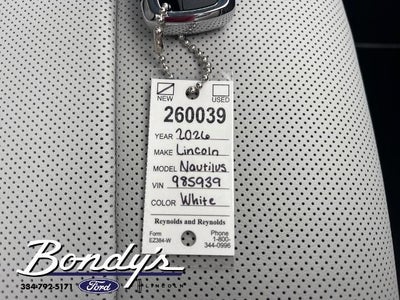 NEW USED
260039
YEAR 2026
MAKE Lincoln
MODEL Nautilus
VIN 985939
COLOR White
Reynolds and Reynolds
Form
EZ384-W
Phone
1-800-
344-0996
Bondys
334-792-5171 Ford LINCOLN